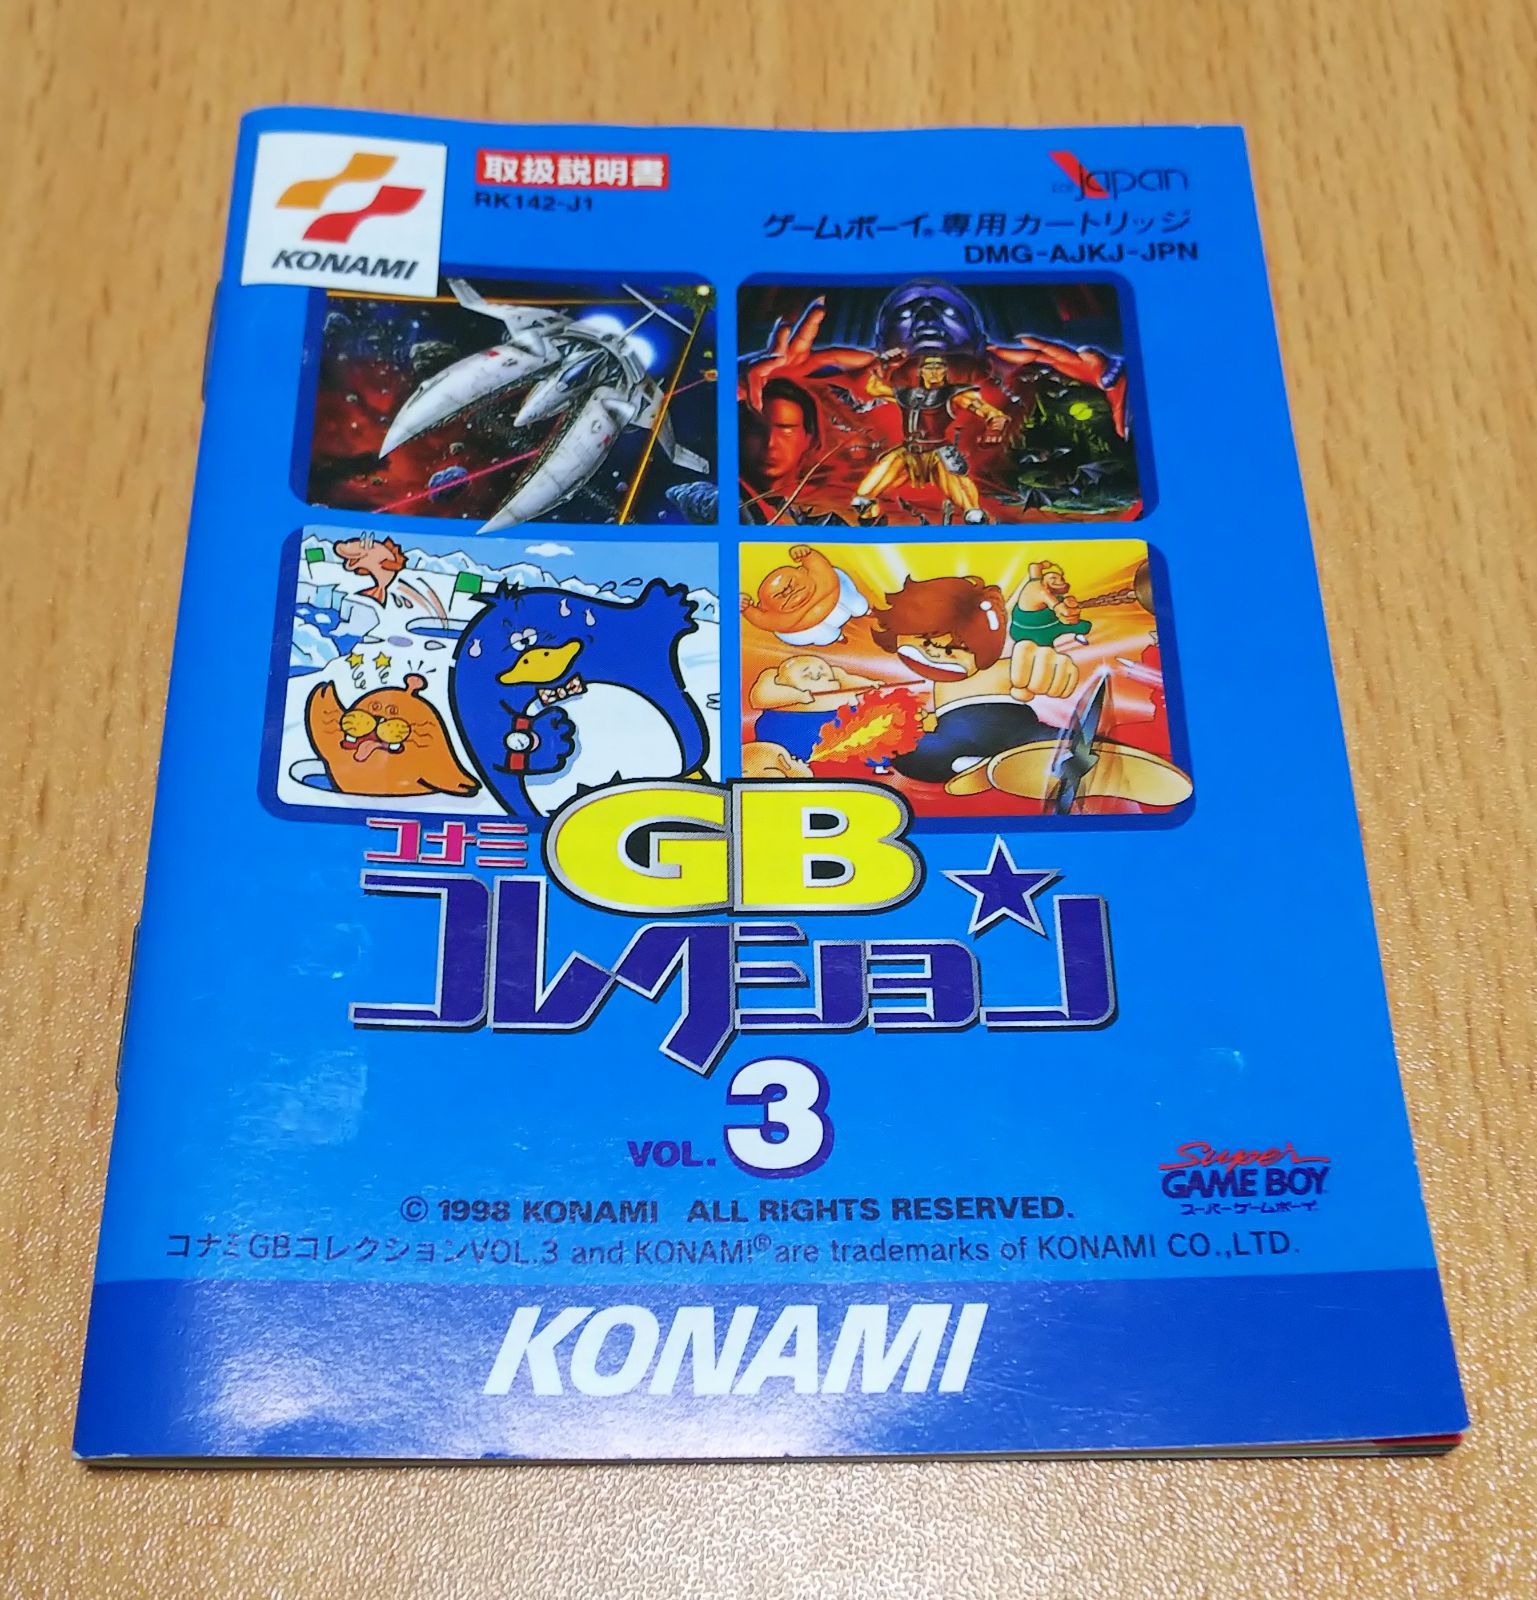 KONAMI
取扱説明書
RK142-J1
for Japan
ゲームボーイ®専用カートリッジ
DMG-AJKJ-JPN
コナミ GB
コレクション
VOL. 3
Super
GAME BOY
スーパーゲームボーイ
© 1998 KONAMI ALL RIGHTS RESERVED.
コナミGBコレクションVOL.3 and KONAMI® are trademarks of KONAMI CO.,LTD.
KONAMI